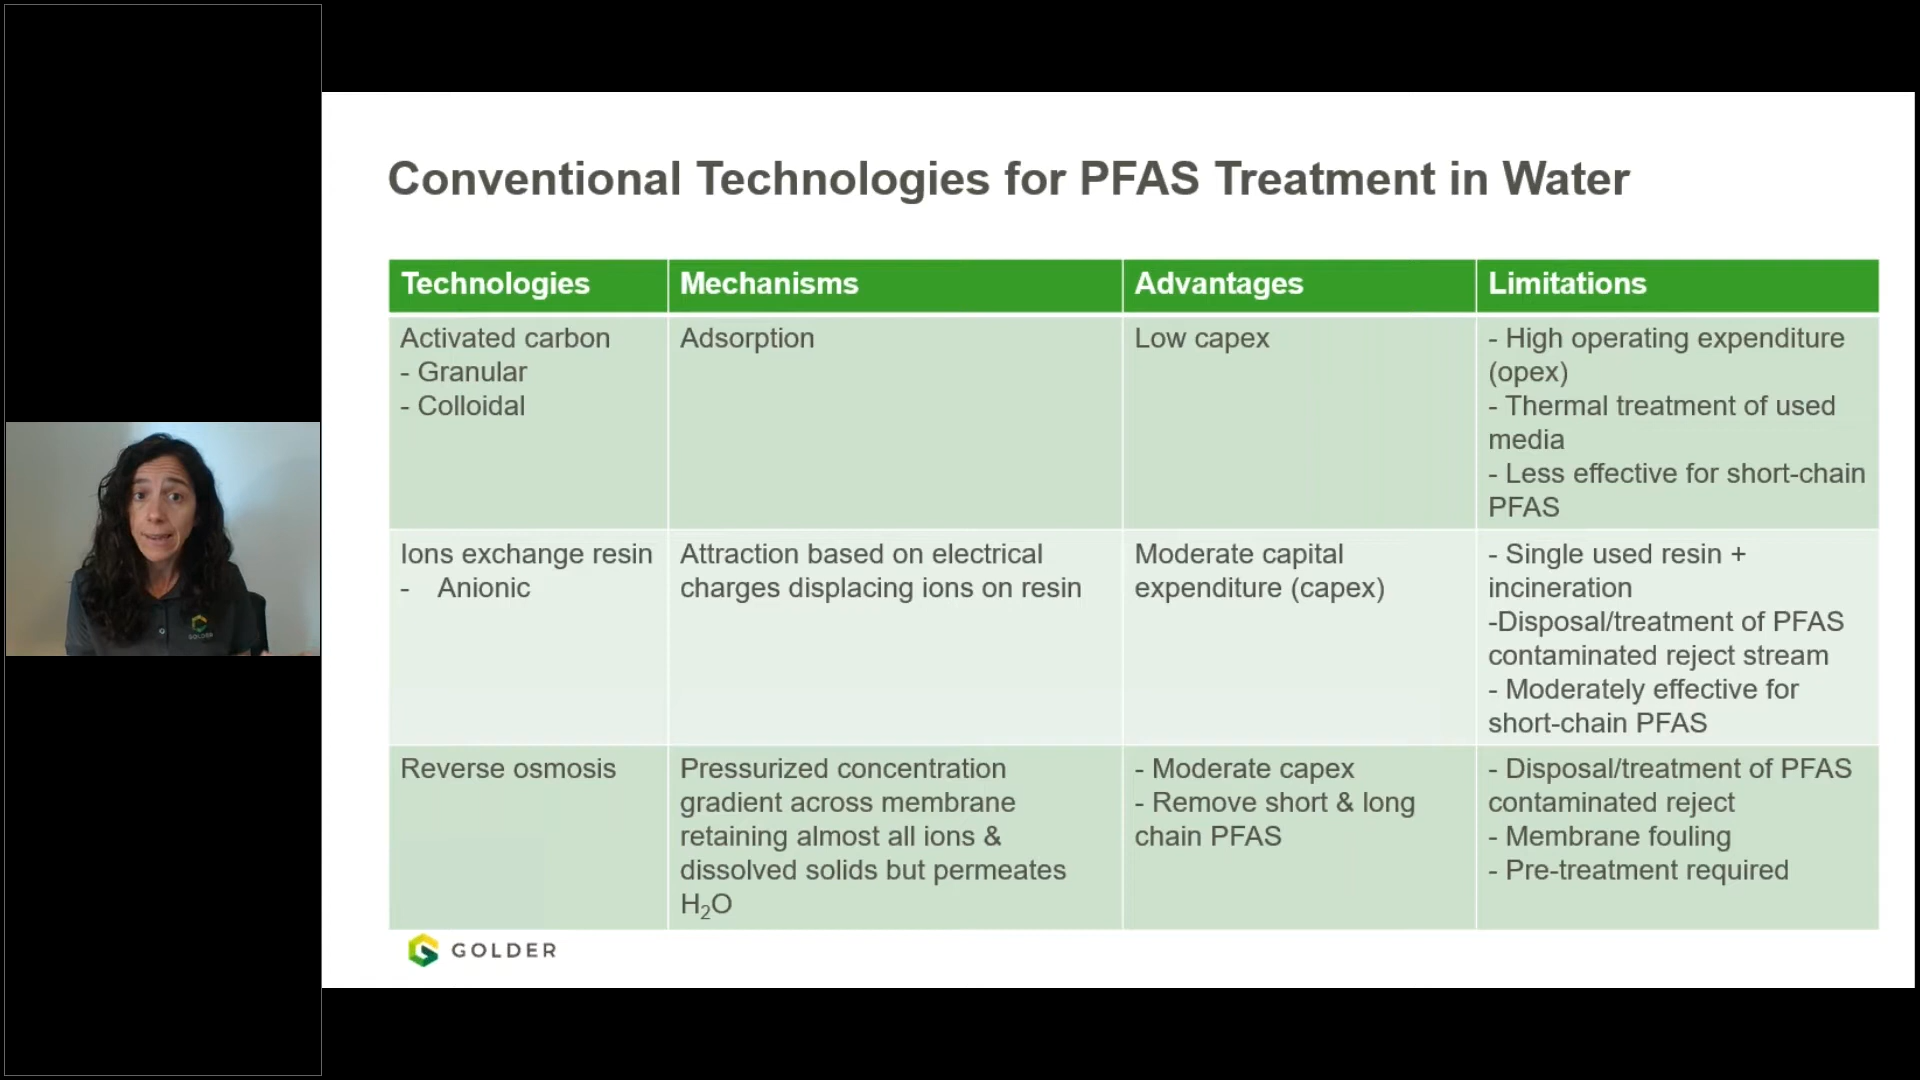 Conventional Technologies for PFAS Treatment in Water
Technologies
Mechanisms
Advantages
Limitations
Activated carbon
- Granular
- Colloidal
Adsorption
Low capex
- High operating expenditure
(opex)
- Thermal treatment of used
media
- Less effective for short-chain
PFAS
Ions exchange resin
- Anionic
Attraction based on electrical
charges displacing ions on resin
Moderate capital
expenditure (capex)
- Single used resin +
incineration
-Disposal/treatment of PFAS
contaminated reject stream
- Moderately effective for
short-chain PFAS
Reverse osmosis
Pressurized concentration
gradient across membrane
retaining almost all ions &
dissolved solids but permeates
H₂O
- Moderate capex
- Remove short & long
chain PFAS
- Disposal/treatment of PFAS
contaminated reject
- Membrane fouling
- Pre-treatment required
GOLDER
GOLDER